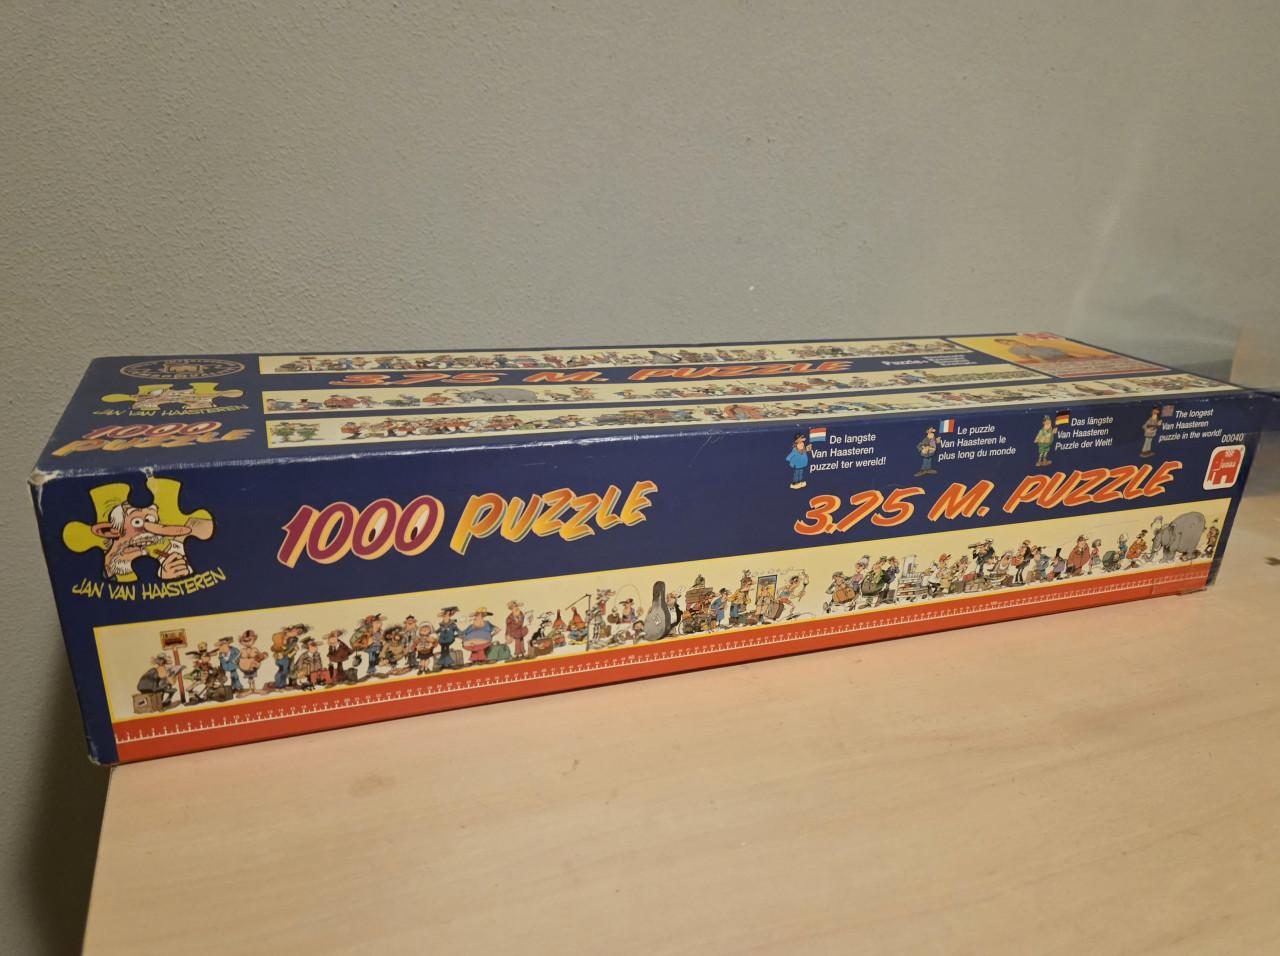 3.75 M. PUZZLE
Puzzle
JAN VAN HAASTEREN
1000
PUZZLE
De langste
Van Haasteren
puzzel ter wereld!
Le puzzle
Van Haasteren le
plus long du monde
Das längste
Van Haasteren
Puzzle der Welt!
The longest
Van Haasteren
puzzle in the world!
00040
Jumbo
1000 PUZZLE
3.75 M. PUZZLE
JAN VAN HAASTEREN